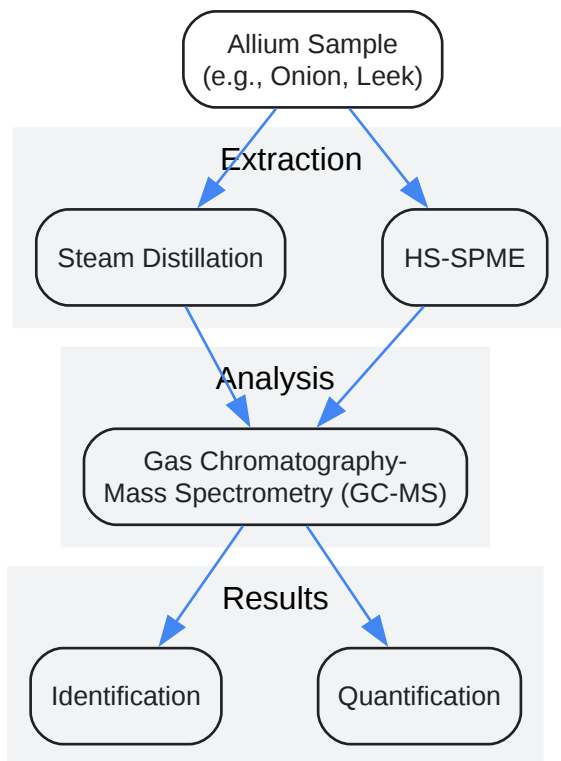 Allium Sample
(e.g., Onion, Leek)
Extraction
Steam Distillation
HS-SPME
Analysis
Gas Chromatography-
Mass Spectrometry (GC-MS)
Results
Identification
Quantification